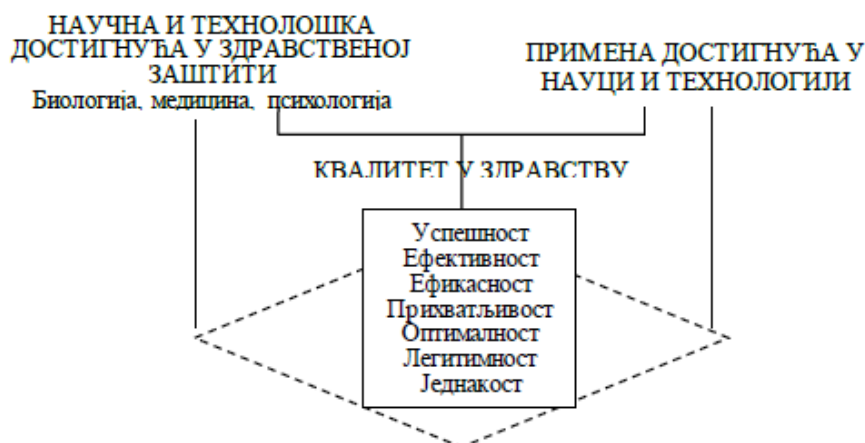 НАУЧНА И ТЕХНОЛОШКА
ДОСТИГНУЋА У ЗДРАВСТВЕНОЈ
ЗАШТИТИ
Биологија, медицина, психологија
ПРИМЕНА ДОСТИГНУЋА У
НАУЦИ И ТЕХНОЛОГИЈИ
КВАЛИТЕТ У ЗДРАВСТВУ
Успешност
Ефективност
Ефикасност
Прихватљивост
Оптималност
Легитимност
Једнакост